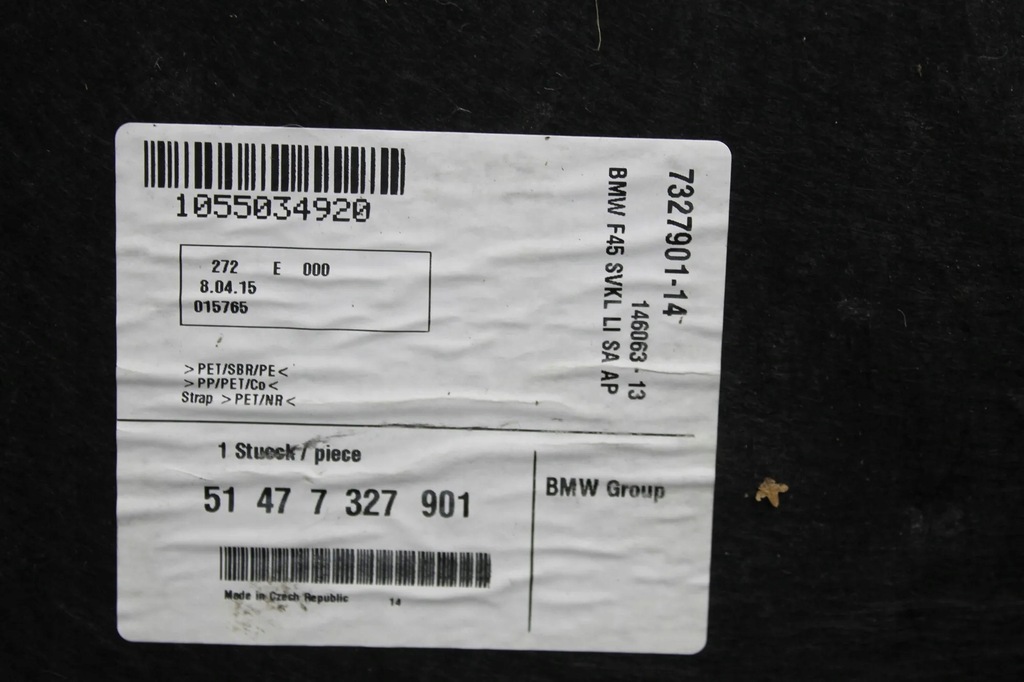 1055034920
272 E 000
8.04.15
015765
>PET/SBR/PE<
>PP/PET/Co<
Strap >PET/NR<
7327901-14
146063-13
BMW F45 SVKL LI SA AP
1 Stueck / piece
51 47 7 327 901
BMW Group
Made in Czech Republic 14